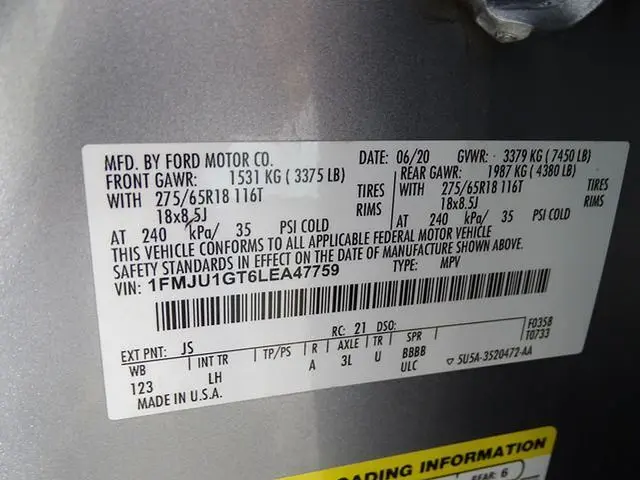 MFD. BY FORD MOTOR CO.
DATE: 06/20 GVWR: 3379 KG ( 7450 LB)
FRONT GAWR: 1531 KG ( 3375 LB)
REAR GAWR: 1987 KG ( 4380 LB)
WITH 275/65R18 116T TIRES
WITH 275/65R18 116T TIRES
18x8.5J RIMS
18x8.5J RIMS
AT 240 kPa/ 35 PSI COLD
AT 240 kPa/ 35 PSI COLD
THIS VEHICLE CONFORMS TO ALL APPLICABLE FEDERAL MOTOR VEHICLE
SAFETY STANDARDS IN EFFECT ON THE DATE OF MANUFACTURE SHOWN ABOVE.
VIN: 1FMJU1GT6LEA47759
TYPE: MPV
EXT PNT: JS RC: 21 DSO: F0358
T0733
WB INT TR TP/PS R AXLE TR SPR
123 LH A 3L U BBBB
ULC
▽ 5U5A-3520472-AA
MADE IN U.S.A.
LOADING INFORMATION
REAR: 6